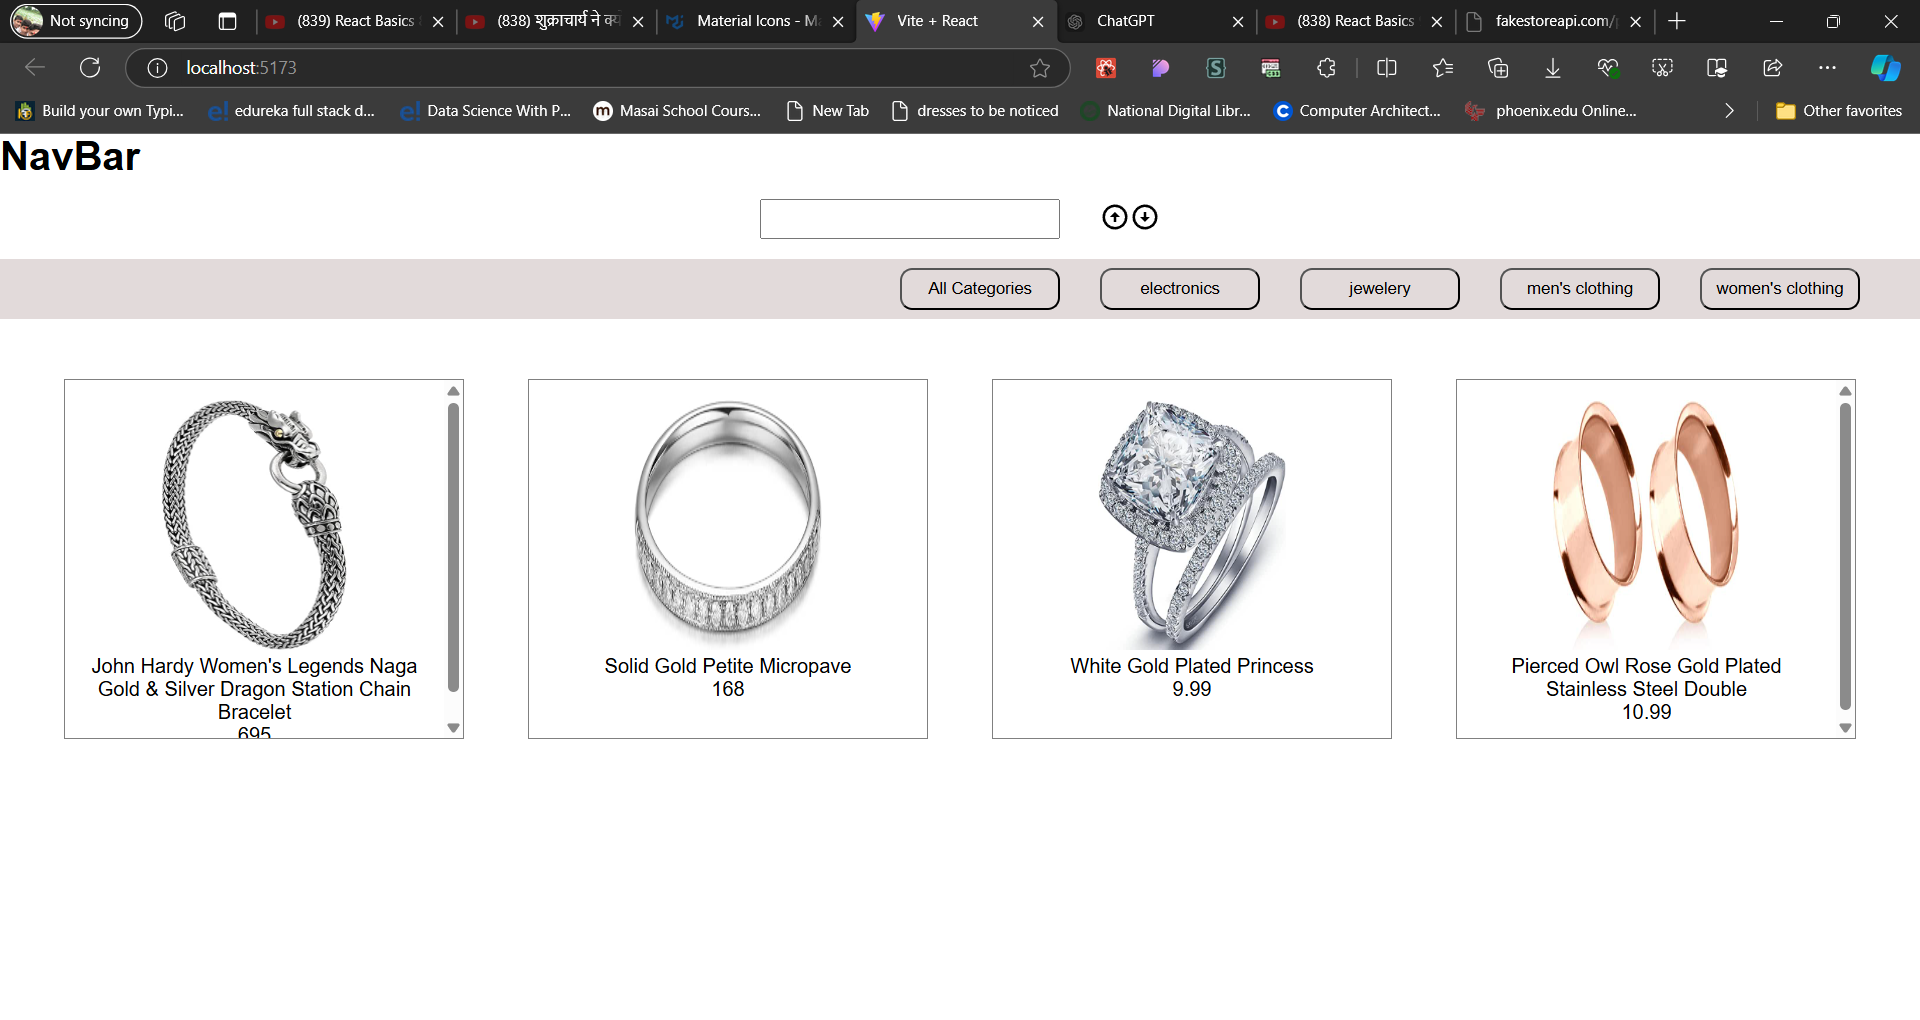 Not syncing
(839) React Basics
(838) शुक्राचार्य ने क्य
Material Icons - M
Vite + React
ChatGPT
(838) React Basics
fakestoreapi.com/
localhost:5173
Build your own Typi...
edureka full stack d...
Data Science With P...
Masai School Cours...
New Tab
dresses to be noticed
National Digital Libr...
Computer Architect...
phoenix.edu Online...
Other favorites
NavBar
All Categories
electronics
jewelery
men's clothing
women's clothing
John Hardy Women's Legends Naga
Gold & Silver Dragon Station Chain
Bracelet
695
Solid Gold Petite Micropave
168
White Gold Plated Princess
9.99
Pierced Owl Rose Gold Plated
Stainless Steel Double
10.99